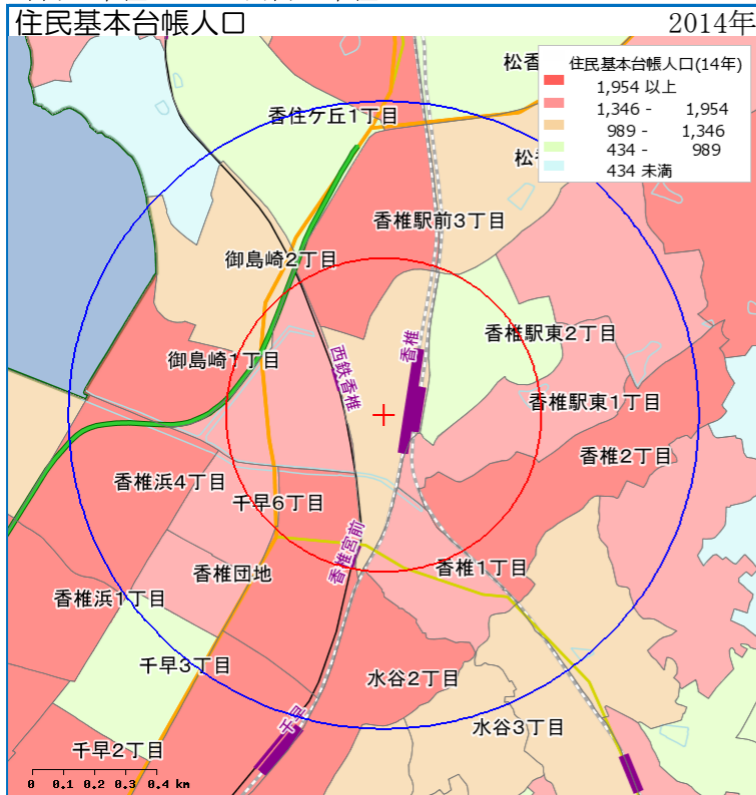 住民基本台帳人口
2014年
住民基本台帳人口(14年)
1,954 以上
1,346 - 1,954
989 - 1,346
434 - 989
434 未満
松香
香住ケ丘1丁目
松香
香椎駅前3丁目
御島崎2丁目
香椎駅東2丁目
香椎
御島崎1丁目
西鉄香椎
香椎駅東1丁目
香椎2丁目
香椎浜4丁目
千早6丁目
香椎宮前
香椎1丁目
香椎団地
香椎浜1丁目
千早3丁目
水谷2丁目
千早
水谷3丁目
千早2丁目
0 0.1 0.2 0.3 0.4 km